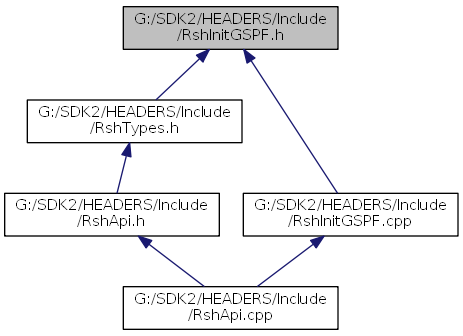 G:/SDK2/HEADERS/Include
/RshInitGSPF.h
G:/SDK2/HEADERS/Include
/RshTypes.h
G:/SDK2/HEADERS/Include
/RshApi.h
G:/SDK2/HEADERS/Include
/RshInitGSPF.cpp
G:/SDK2/HEADERS/Include
/RshApi.cpp